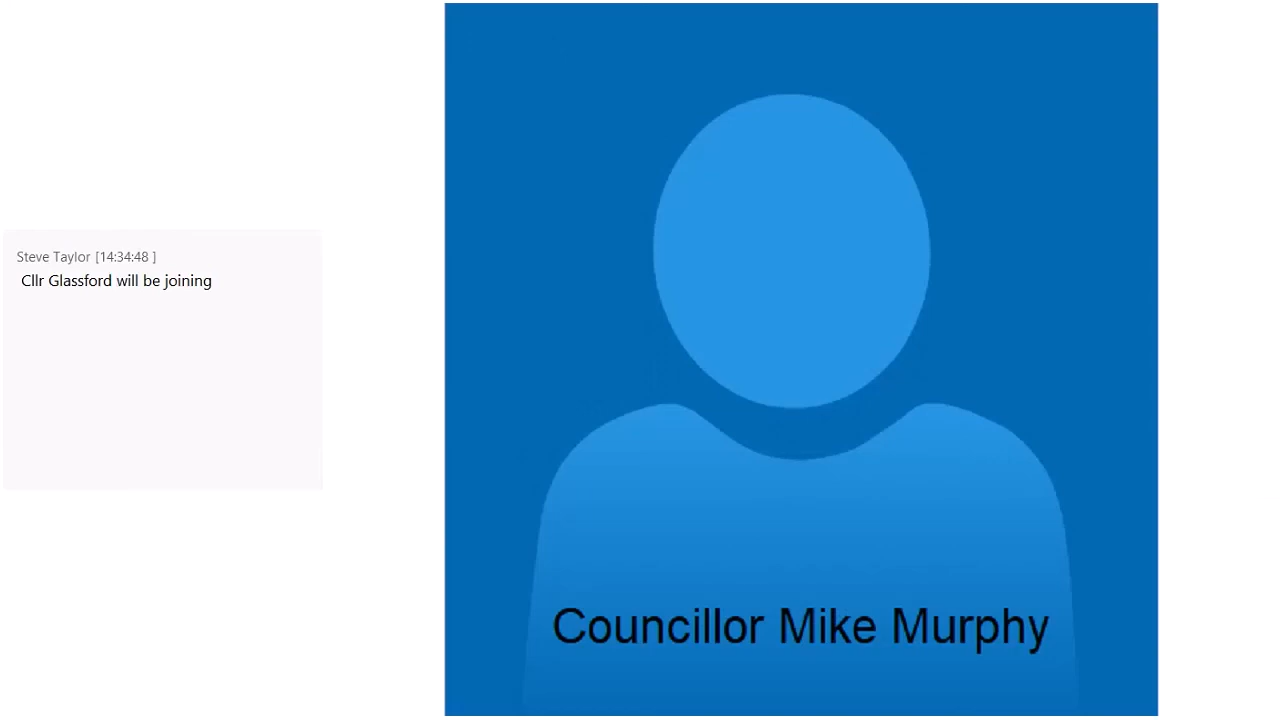 Steve Taylor [14:34:48 ]
Cllr Glassford will be joining
Councillor Mike Murphy